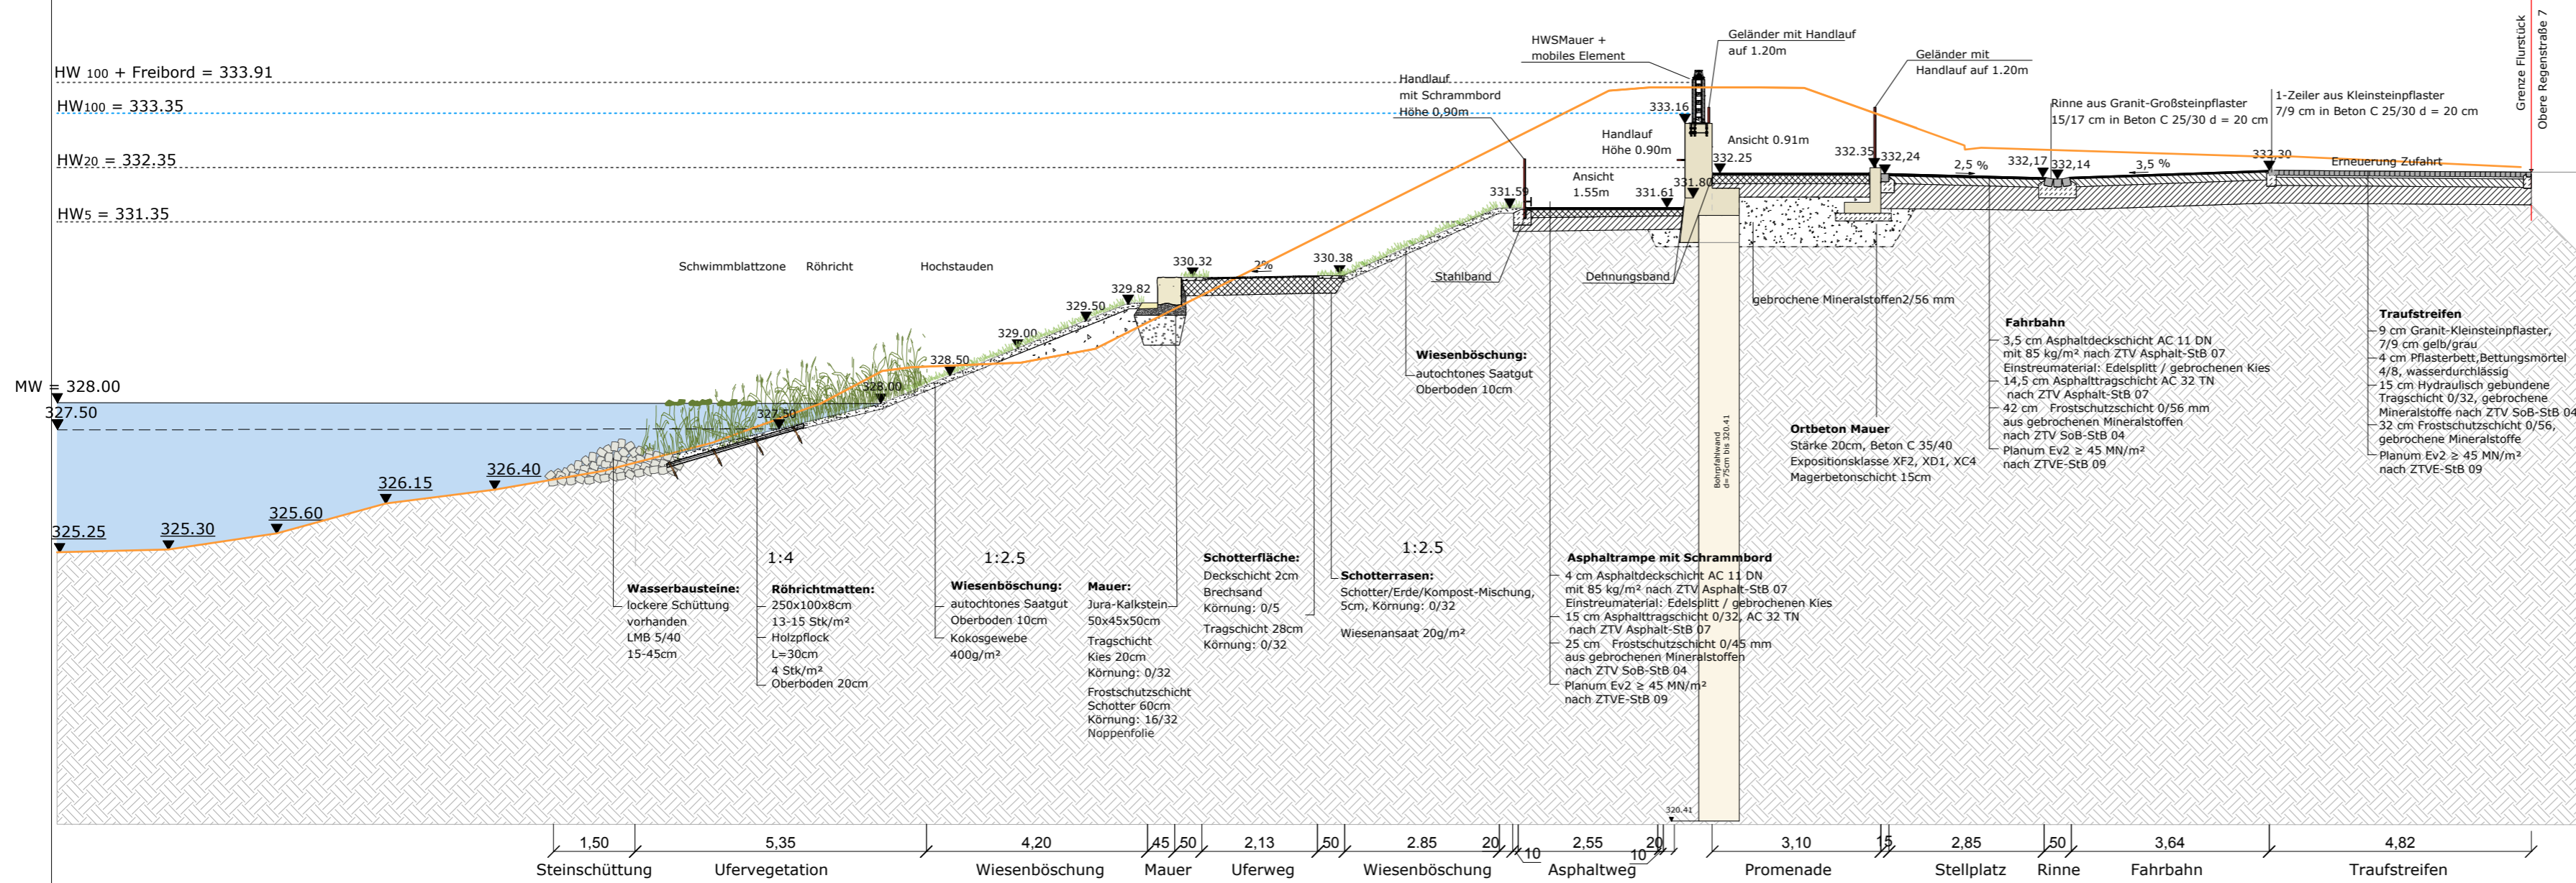 HW 100 + Freibord = 333.91
HW100 = 333.35
HW20 = 332.35
HW5 = 331.35
MW = 328.00
327.50
325.25
325.30
325.60
326.15
326.40
Schwimmblattzone
Röhricht
Hochstauden
327.50
328.00
328.50
329.00
329.50
329.82
330.32
2%
330.38
331.59
Handlauf
mit Schrammbord
Höhe 0,90m
HWSMauer +
mobiles Element
Geländer mit Handlauf
auf 1.20m
Geländer mit
Handlauf auf 1.20m
333.16
Handlauf
Höhe 0.90m
Ansicht 0.91m
Ansicht
1.55m
331.61
331.80
332.25
332.35
332,24
2,5 %
332,17
332,14
3,5 %
332,30
Rinne aus Granit-Großsteinpflaster
15/17 cm in Beton C 25/30 d = 20 cm
1-Zeiler aus Kleinsteinpflaster
7/9 cm in Beton C 25/30 d = 20 cm
Erneuerung Zufahrt
Grenze Flurstück
Obere Regenstraße 7
Stahlband
Dehnungsband
gebrochene Mineralstoffen2/56 mm
Wiesenböschung:
autochtones Saatgut
Oberboden 10cm
Bohrpfahlwand
d=75cm bis 320.41
Ortbeton Mauer
Stärke 20cm, Beton C 35/40
Expositionsklasse XF2, XD1, XC4
Magerbetonschicht 15cm
Fahrbahn
3,5 cm Asphaltdeckschicht AC 11 DN
mit 85 kg/m² nach ZTV Asphalt-StB 07
Einstreumaterial: Edelsplitt / gebrochenen Kies
14,5 cm Asphalttragschicht AC 32 TN
nach ZTV Asphalt-StB 07
42 cm Frostschutzschicht 0/56 mm
aus gebrochenen Mineralstoffen
nach ZTV SoB-StB 04
Planum Ev2 ≥ 45 MN/m²
nach ZTVE-StB 09
Traufstreifen
9 cm Granit-Kleinsteinpflaster,
7/9 cm gelb/grau
4 cm Pflasterbett,Bettungsmörtel
4/8, wasserdurchlässig
15 cm Hydraulisch gebundene
Tragschicht 0/32, gebrochene
Mineralstoffe nach ZTV SoB-StB 04
32 cm Frostschutzschicht 0/56,
gebrochene Mineralstoffe
Planum Ev2 ≥ 45 MN/m²
nach ZTVE-StB 09
1:4
1:2.5
1:2.5
Wasserbausteine:
lockere Schüttung
vorhanden
LMB 5/40
15-45cm
Röhrichtmatten:
250x100x8cm
13-15 Stk/m²
Holzpflock
L=30cm
4 Stk/m²
Oberboden 20cm
Wiesenböschung:
autochtones Saatgut
Oberboden 10cm
Kokosgewebe
400g/m²
Mauer:
Jura-Kalkstein
50x45x50cm
Tragschicht
Kies 20cm
Körnung: 0/32
Frostschutzschicht
Schotter 60cm
Körnung: 16/32
Noppenfolie
Schotterfläche:
Deckschicht 2cm
Brechsand
Körnung: 0/5
Tragschicht 28cm
Körnung: 0/32
Schotterrasen:
Schotter/Erde/Kompost-Mischung,
5cm, Körnung: 0/32
Wiesenansaat 20g/m²
Asphaltrampe mit Schrammbord
4 cm Asphaltdeckschicht AC 11 DN
mit 85 kg/m² nach ZTV Asphalt-StB 07
Einstreumaterial: Edelsplitt / gebrochenen Kies
15 cm Asphalttragschicht 0/32, AC 32 TN
nach ZTV Asphalt-StB 07
25 cm Frostschutzschicht 0/45 mm
aus gebrochenen Mineralstoffen
nach ZTV SoB-StB 04
Planum Ev2 ≥ 45 MN/m²
nach ZTVE-StB 09
320.41
1,50 5,35 4,20 45 50 2,13 50 2.85 20 10 2,55 20 10 3,10 15 2,85 50 3,64 4,82
Steinschüttung Ufervegetation Wiesenböschung Mauer Uferweg Wiesenböschung Asphaltweg Promenade Stellplatz Rinne Fahrbahn Traufstreifen